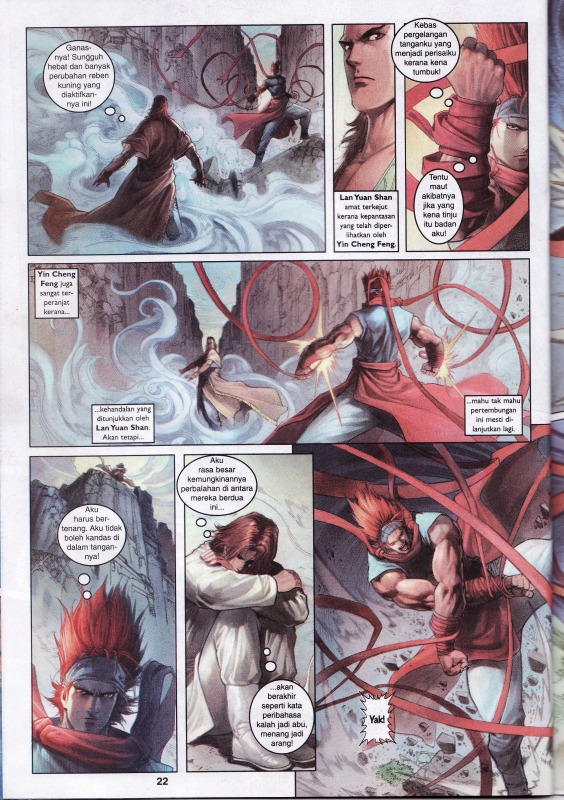 Ganas-
nya! Sungguh
hebat dan banyak
perubahan reben
kuning yang
diaktifkan-
nya ini!
Lan Yuan Shan
amat terkejut
kerana kepantasan
yang telah diper-
lihatkan oleh
Yin Cheng Feng.
Kebas
pergelangan
tanganku yang
menjadi perisaiku
kerana kena
tumbuk!
Tentu
maut
akibatnya
jika yang
kena tinju
itu badan
aku!
Yin Cheng
Feng juga
sangat ter-
peranjat
kerana...
...kehandalan yang
ditunjukkan oleh
Lan Yuan Shan.
Akan tetapi...
...mahu tak mahu
pertembungan
ini mesti di-
lanjutkan lagi.
Aku
harus ber-
tenang. Aku tidak
boleh kandas di
dalam tangan-
nya!
Aku
rasa besar
kemungkinannya
perbalahan di antara
mereka berdua
ini...
...akan
berakhir
seperti kata
peribahasa
kalah jadi abu,
menang jadi
arang!
Yak!
22